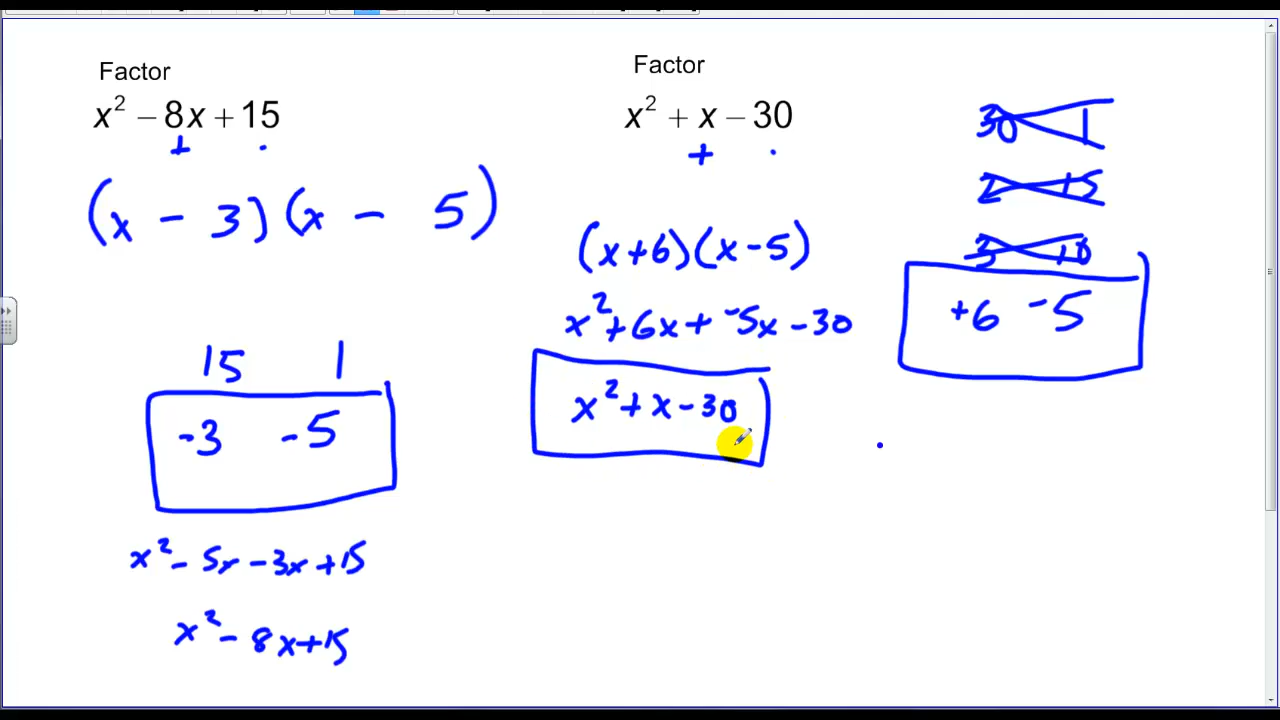 Factor
x² − 8x + 15
+ .
(x − 3)(x − 5)
15 1
-3 -5
x² - 5x - 3x + 15
x² - 8x + 15
Factor
x² + x − 30
+ .
(x+6)(x-5)
x² + 6x + -5x - 30
x² + x - 30
30 1
2 15
3 10
+6 -5